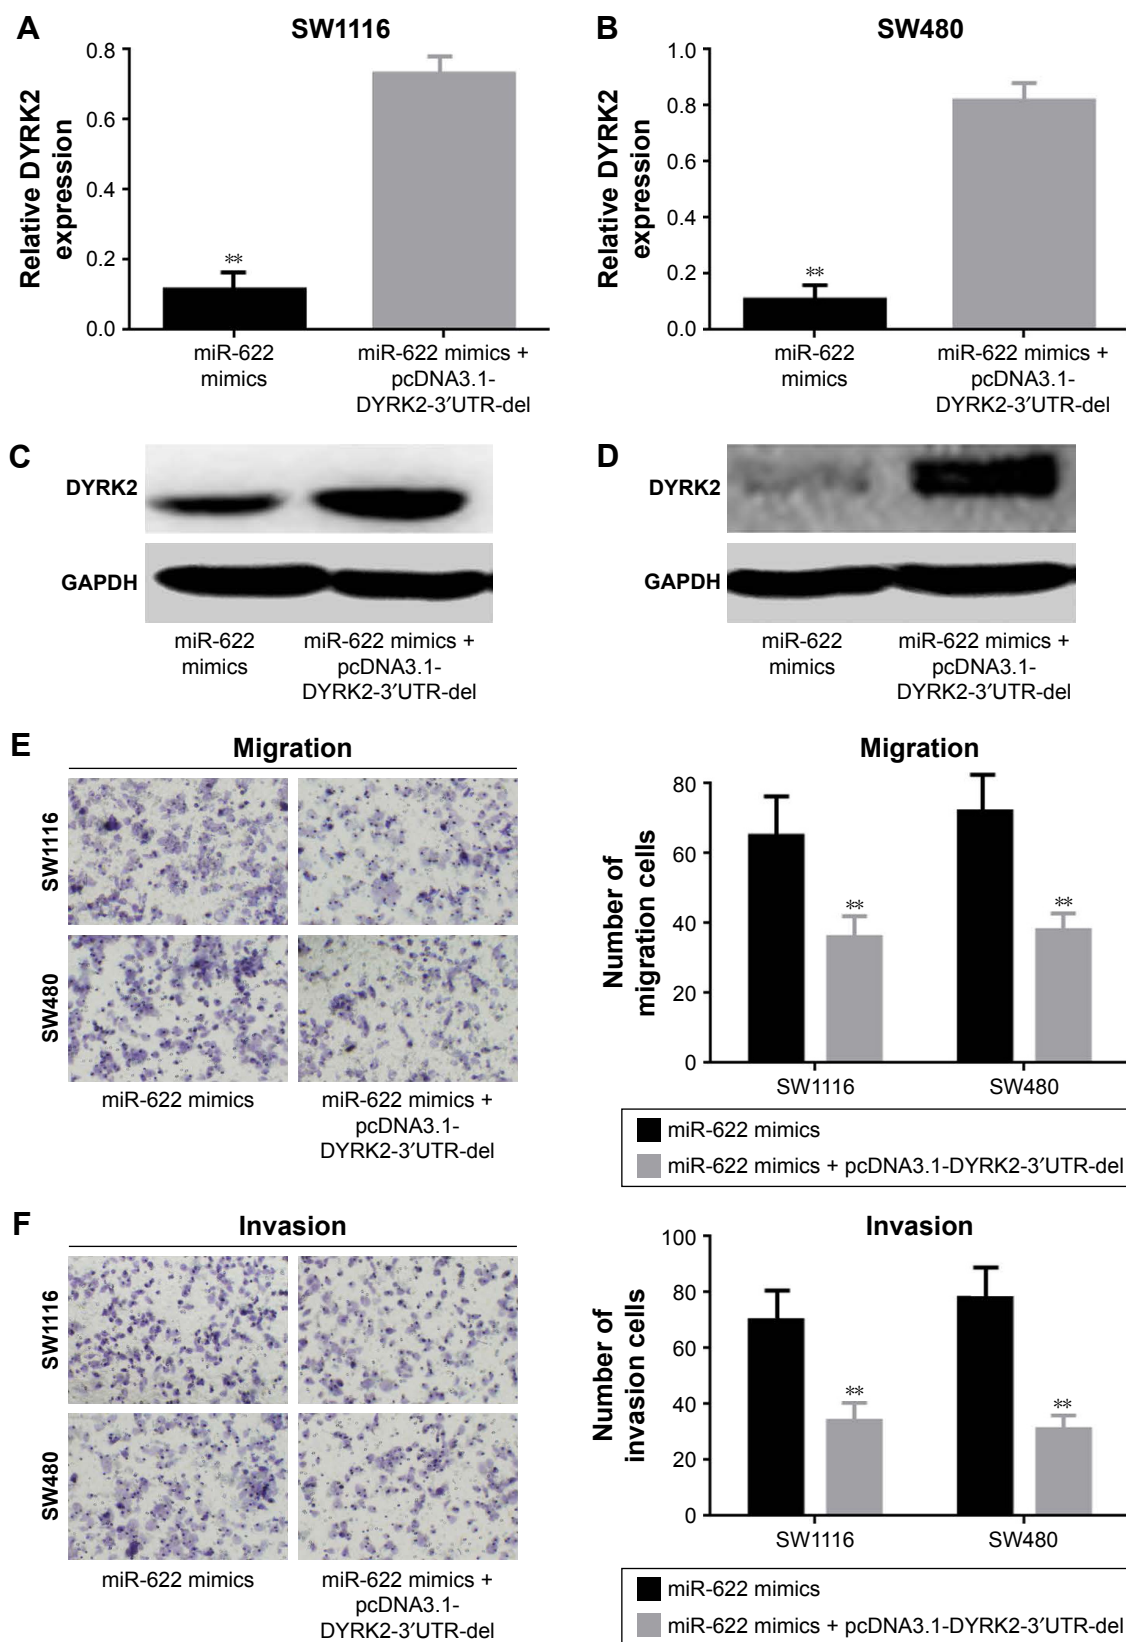 A
SW1116
Relative DYRK2
expression
0.8
0.6
0.4
0.2
0.0
**
miR-622
mimics
miR-622 mimics +
pcDNA3.1-
DYRK2-3′UTR-del
B
SW480
Relative DYRK2
expression
1.0
0.8
0.6
0.4
0.2
0.0
**
miR-622
mimics
miR-622 mimics +
pcDNA3.1-
DYRK2-3′UTR-del
C
DYRK2
GAPDH
miR-622
mimics
miR-622 mimics +
pcDNA3.1-
DYRK2-3′UTR-del
D
DYRK2
GAPDH
miR-622
mimics
miR-622 mimics +
pcDNA3.1-
DYRK2-3′UTR-del
E
Migration
SW1116
SW480
miR-622 mimics
miR-622 mimics +
pcDNA3.1-
DYRK2-3′UTR-del
Migration
Number of
migration cells
80
60
40
20
0
**
**
SW1116
SW480
miR-622 mimics
miR-622 mimics + pcDNA3.1-DYRK2-3′UTR-del
F
Invasion
SW1116
SW480
miR-622 mimics
miR-622 mimics +
pcDNA3.1-
DYRK2-3′UTR-del
Invasion
Number of
invasion cells
100
80
60
40
20
0
**
**
SW1116
SW480
miR-622 mimics
miR-622 mimics + pcDNA3.1-DYRK2-3′UTR-del